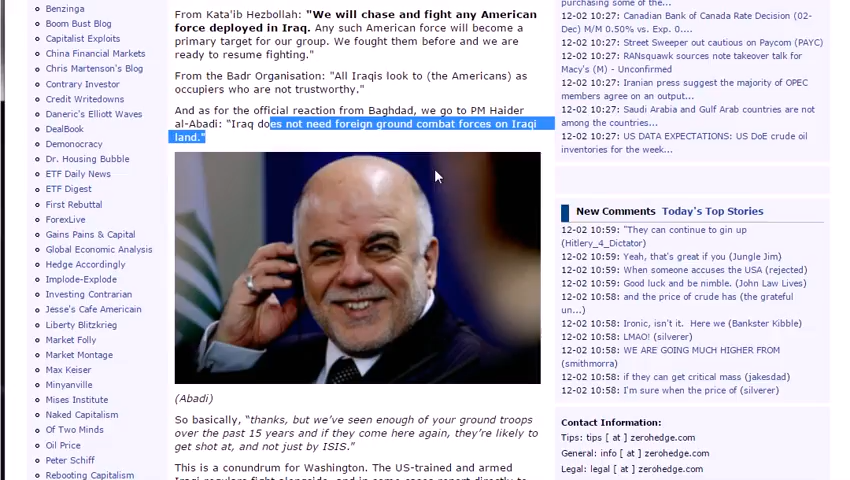 Benzinga
Boom Bust Blog
Capitalist Exploits
China Financial Markets
Chris Martenson's Blog
Contrary Investor
Credit Writedowns
Daneric's Elliott Waves
DealBook
Demonocracy
Dr. Housing Bubble
ETF Daily News
ETF Digest
First Rebuttal
ForexLive
Gains Pains & Capital
Global Economic Analysis
Hedge Accordingly
Implode-Explode
Investing Contrarian
Jesse's Cafe Americain
Liberty Blitzkrieg
Market Folly
Market Montage
Max Keiser
Minyanville
Mises Institute
Naked Capitalism
Of Two Minds
Oil Price
Peter Schiff
Rebooting Capitalism
From Kata'ib Hezbollah: "We will chase and fight any American
force deployed in Iraq. Any such American force will become a
primary target for our group. We fought them before and we are
ready to resume fighting."
From the Badr Organisation: "All Iraqis look to (the Americans) as
occupiers who are not trustworthy."
And as for the official reaction from Baghdad, we go to PM Haider
al-Abadi: "Iraq does not need foreign ground combat forces on Iraqi
land."
(Abadi)
So basically, "thanks, but we've seen enough of your ground troops
over the past 15 years and if they come here again, they're likely to
get shot at, and not just by ISIS."
This is a conundrum for Washington. The US-trained and armed
Iraqi regulars fight alongside, and in some cases report directly to
purchasing some of the...
12-02 10:27: Canadian Bank of Canada Rate Decision (02-
Dec) M/M 0.50% vs. Exp. 0....
12-02 10:27: Street Sweeper out cautious on Paycom (PAYC)
12-02 10:27: RANsquawk sources note takeover talk for
Macy's (M) - Unconfirmed
12-02 10:27: Iranian press suggest the majority of OPEC
members agree on an output...
12-02 10:27: Saudi Arabia and Gulf Arab countries are not
among the countries...
12-02 10:27: US DATA EXPECTATIONS: US DoE crude oil
inventories for the week...
New Comments Today's Top Stories
12-02 10:59: "They can continue to gin up
(Hitlery_4_Dictator)
12-02 10:59: Yeah, that's great if you (Jungle Jim)
12-02 10:59: When someone accuses the USA (rejected)
12-02 10:59: Good luck and be nimble. (John Law Lives)
12-02 10:58: and the price of crude has (the grateful
un...)
12-02 10:58: Ironic, isn't it. Here we (Bankster Kibble)
12-02 10:58: LMAO! (silverer)
12-02 10:58: WE ARE GOING MUCH HIGHER FROM
(smithmorra)
12-02 10:58: if they can get critical mass (jakesdad)
12-02 10:58: I'm sure when the price of (silverer)
Contact Information:
Tips: tips [ at ] zerohedge.com
General: info [ at ] zerohedge.com
Legal: legal [ at ] zerohedge.com